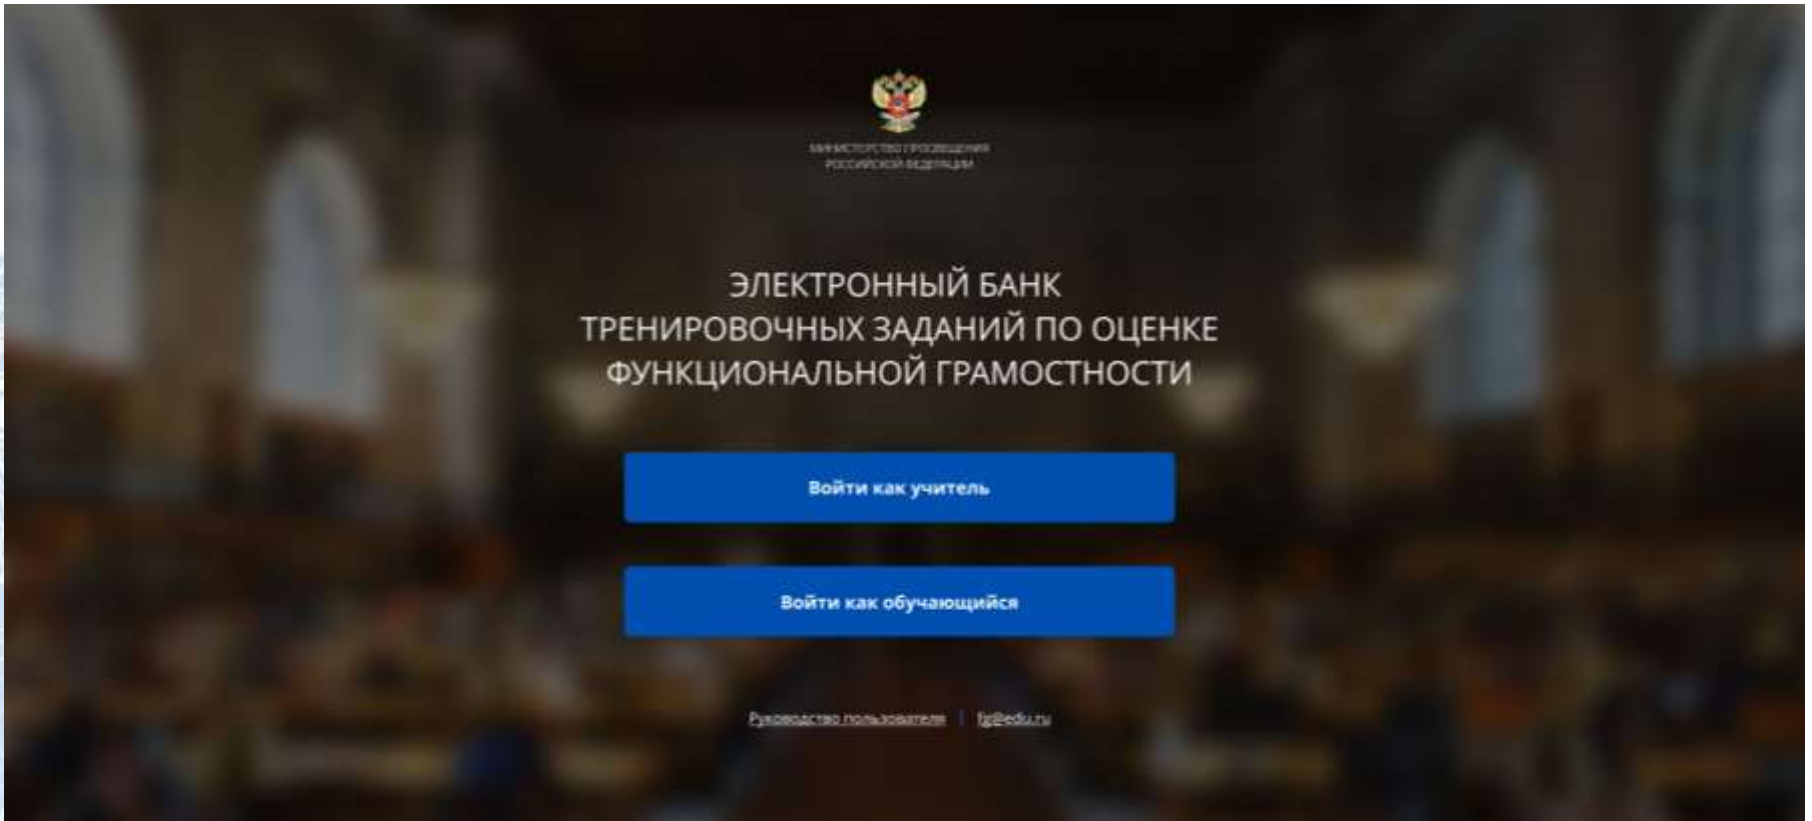 МИНИСТЕРСТВО ПРОСВЕЩЕНИЯ
РОССИЙСКОЙ ФЕДЕРАЦИИ
ЭЛЕКТРОННЫЙ БАНК
ТРЕНИРОВОЧНЫХ ЗАДАНИЙ ПО ОЦЕНКЕ
ФУНКЦИОНАЛЬНОЙ ГРАМОСТНОСТИ
Войти как учитель
Войти как обучающийся
Руководство пользователя | fg@edu.ru